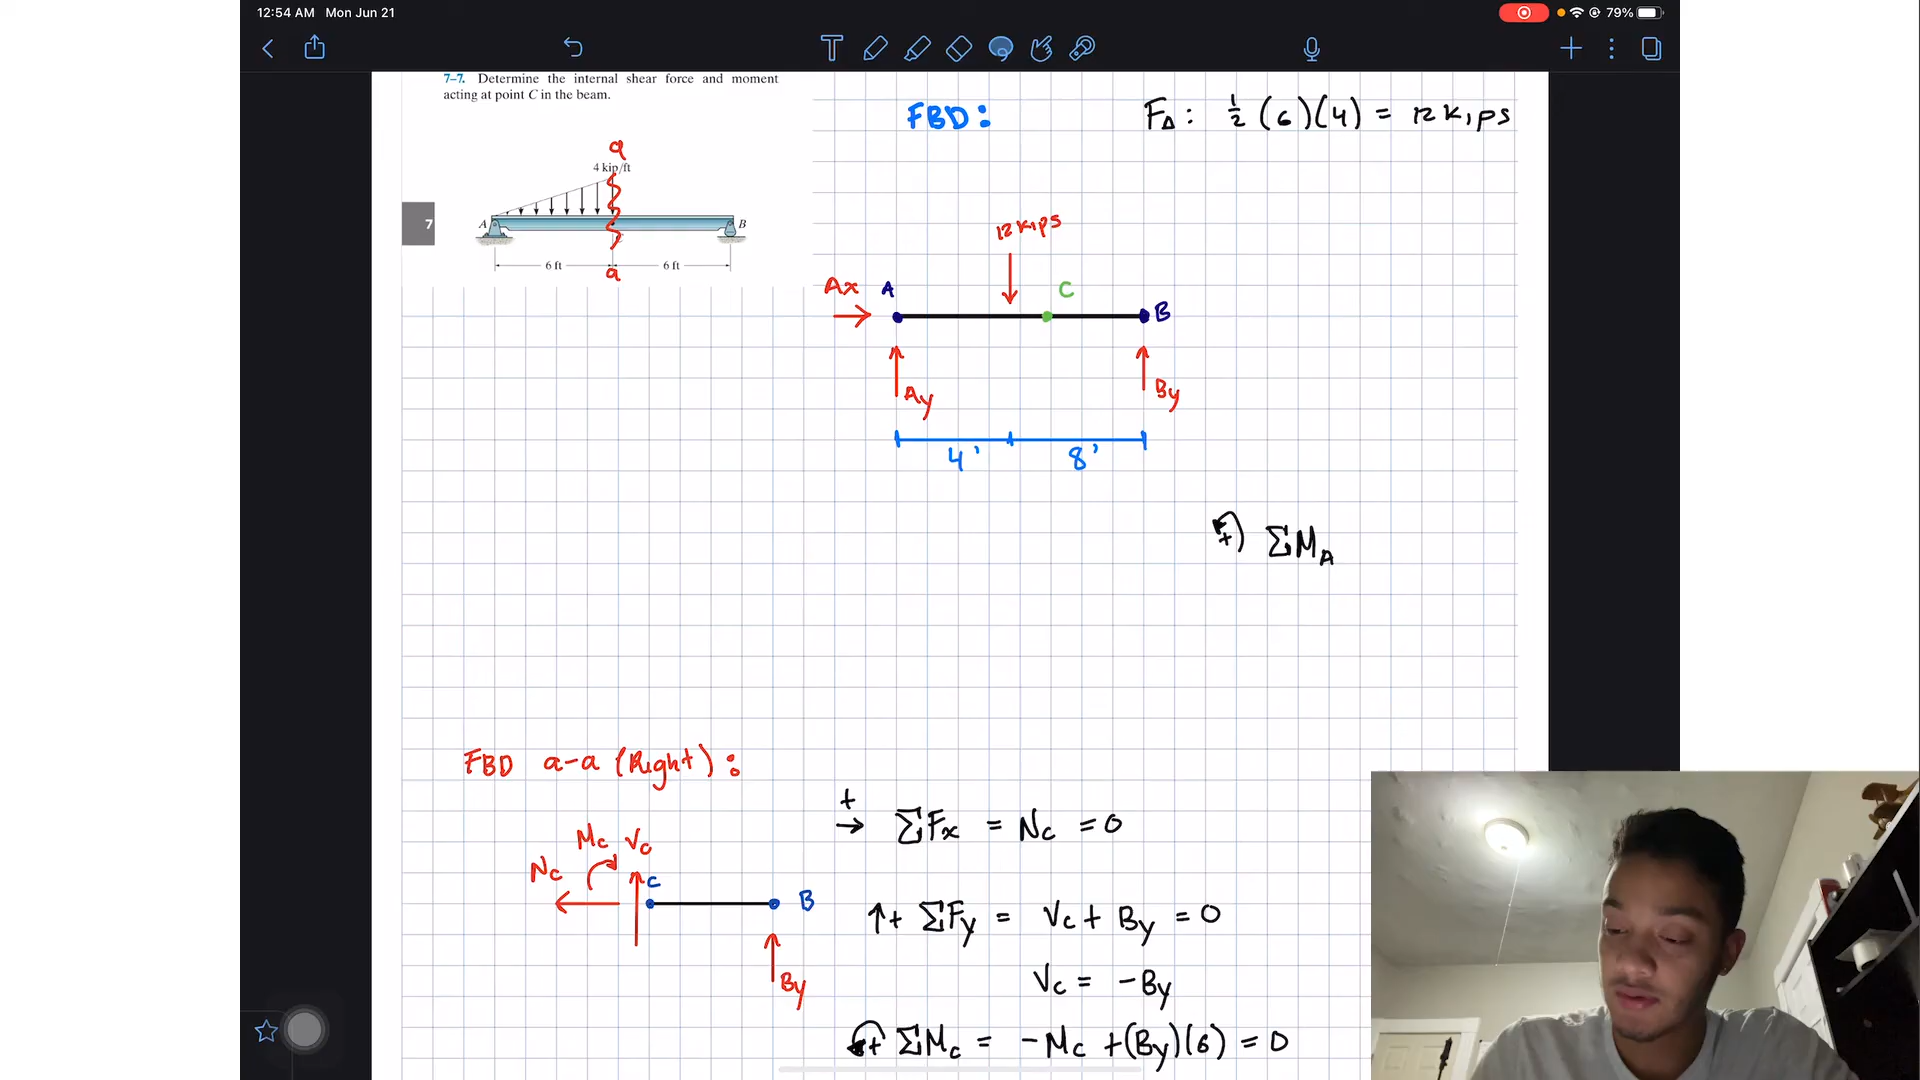 12:54 AM Mon Jun 21
79%
7–7. Determine the internal shear force and moment
acting at point C in the beam.
a
4 kip/ft
7
A
B
6 ft
6 ft
a
FBD:
F△: 1/2 (6)(4) = 12 kips
12 kips
Ax
A
C
B
Ay
By
4'
8'
+ ΣM_A
FBD a-a (Right):
Mc
Vc
Nc
C
B
By
+→ ΣFx = Nc = 0
↑+ ΣFy = Vc + By = 0
Vc = -By
+ ΣMc = -Mc + (By)(6) = 0